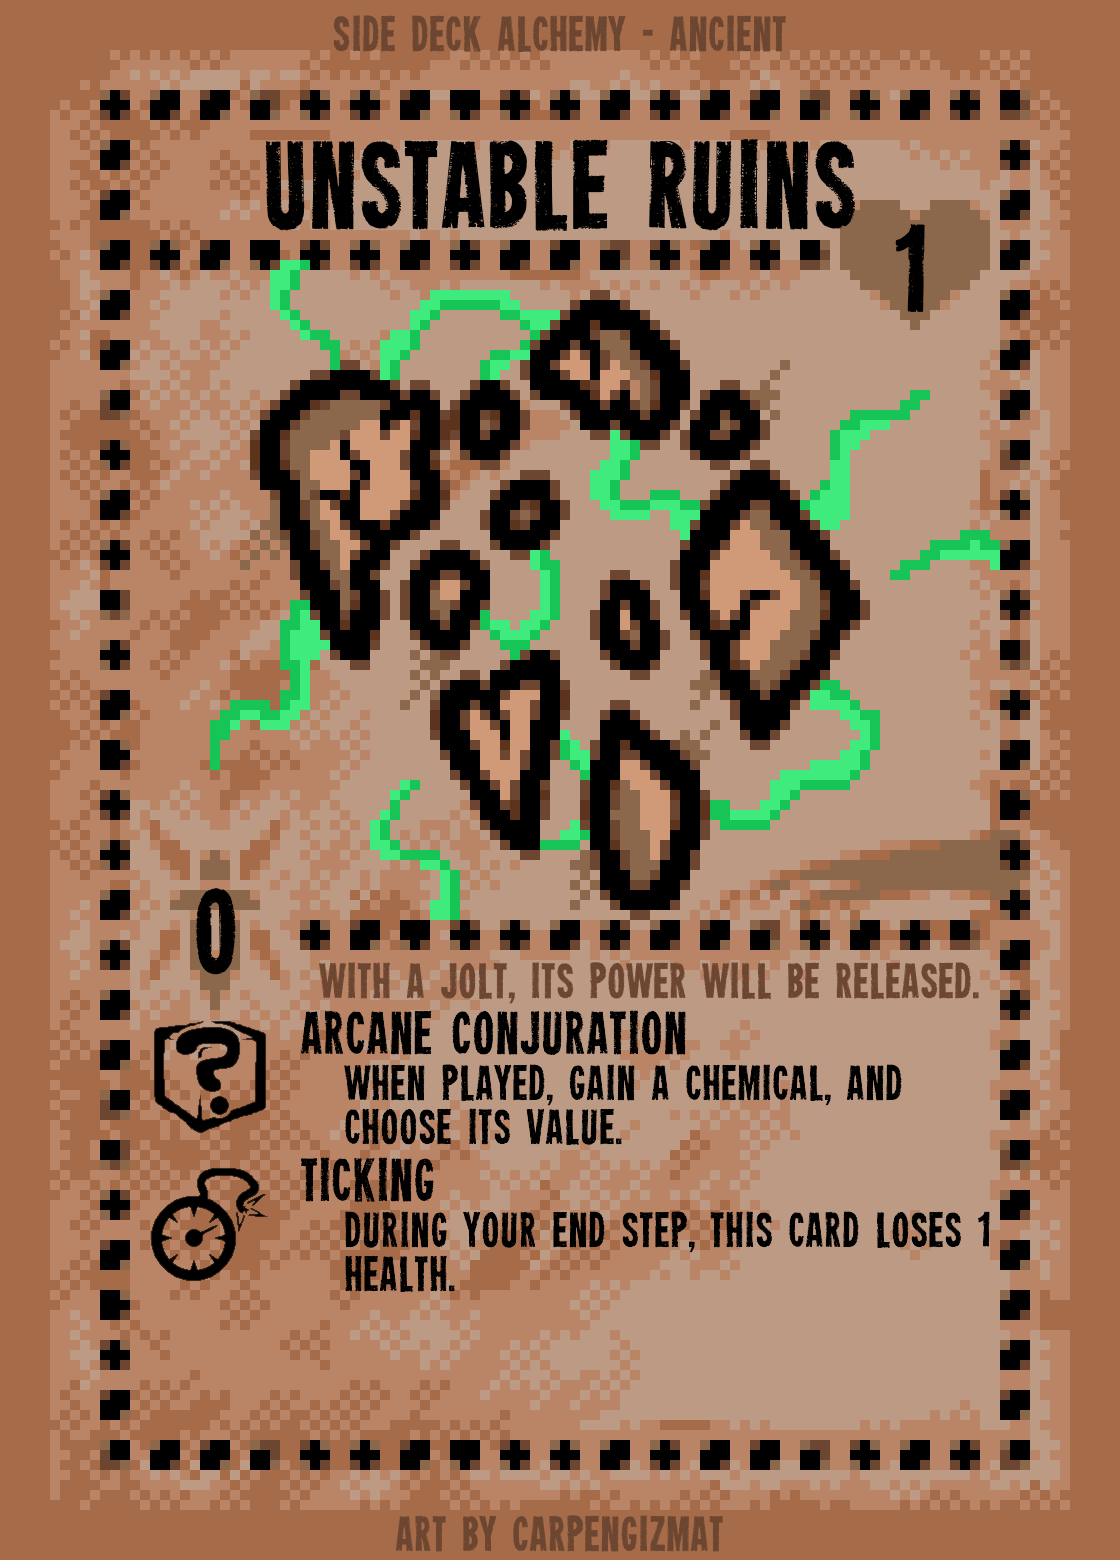 SIDE DECK ALCHEMY - ANCIENT
UNSTABLE RUINS
1
0
WITH A JOLT, ITS POWER WILL BE RELEASED.
ARCANE CONJURATION
WHEN PLAYED, GAIN A CHEMICAL, AND
CHOOSE ITS VALUE.
?
TICKING
DURING YOUR END STEP, THIS CARD LOSES 1
HEALTH.
ART BY CARPENGIZMAT